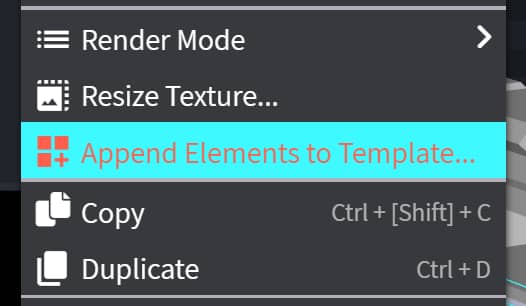 Render Mode
Resize Texture...
Append Elements to Template...
Copy Ctrl + [Shift] + C
Duplicate Ctrl + D